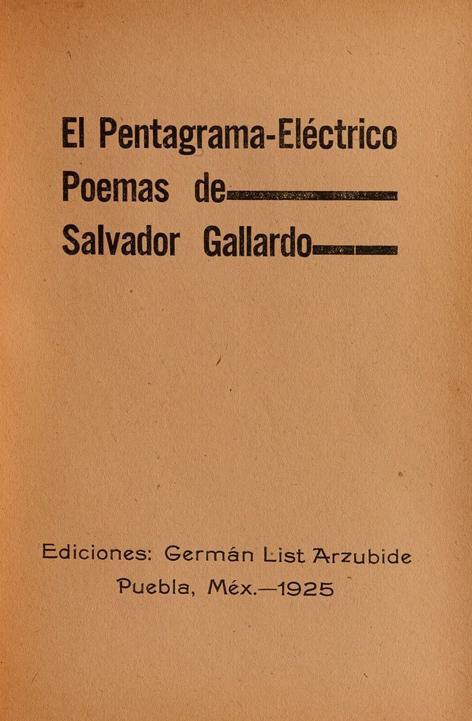 El Pentagrama-Eléctrico
Poemas de
Salvador Gallardo
Ediciones: Germán List Arzubide
Puebla, Méx.—1925